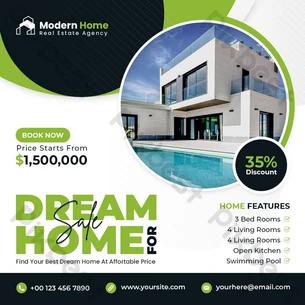 Modern Home
Real Estate Agency
BOOK NOW
Price Starts From
$1,500,000
35%
Discount
DREAM
Sale
HOME
FOR
Find Your Best Dream Home At Affordable Price
HOME FEATURES
3 Bed Rooms
4 Living Rooms
4 Living Rooms
Open Kitchen
Swimming Pool
+00 123 456 7890
www.yoursite.com
yourhere@email.com